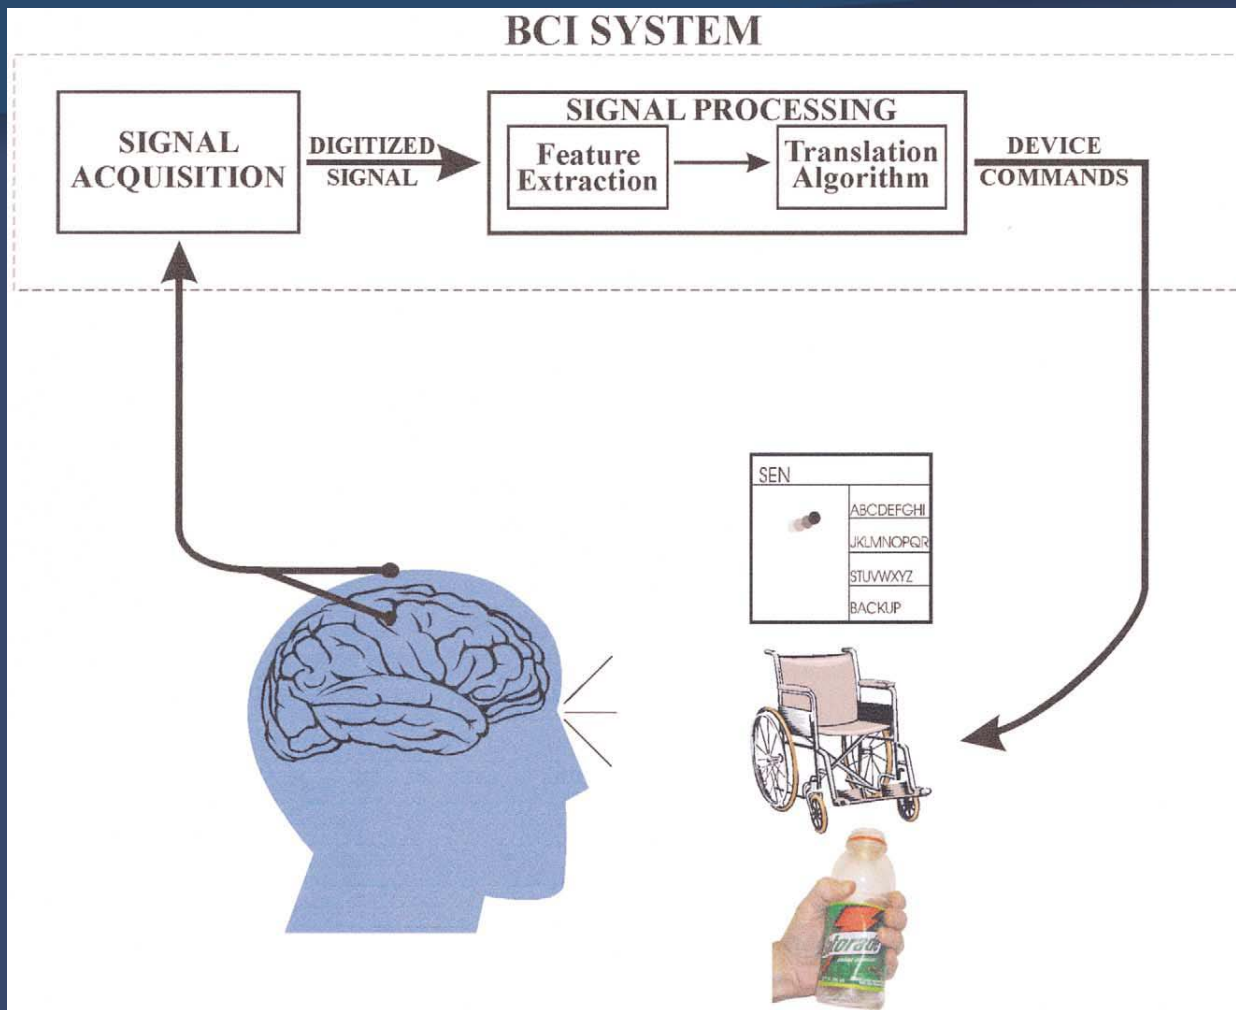 BCI SYSTEM
SIGNAL
ACQUISITION
DIGITIZED
SIGNAL
SIGNAL PROCESSING
Feature
Extraction
Translation
Algorithm
DEVICE
COMMANDS
SEN
ABCDEFGHI
JKLMNOPQR
STUVWXYZ
BACKUP
torade